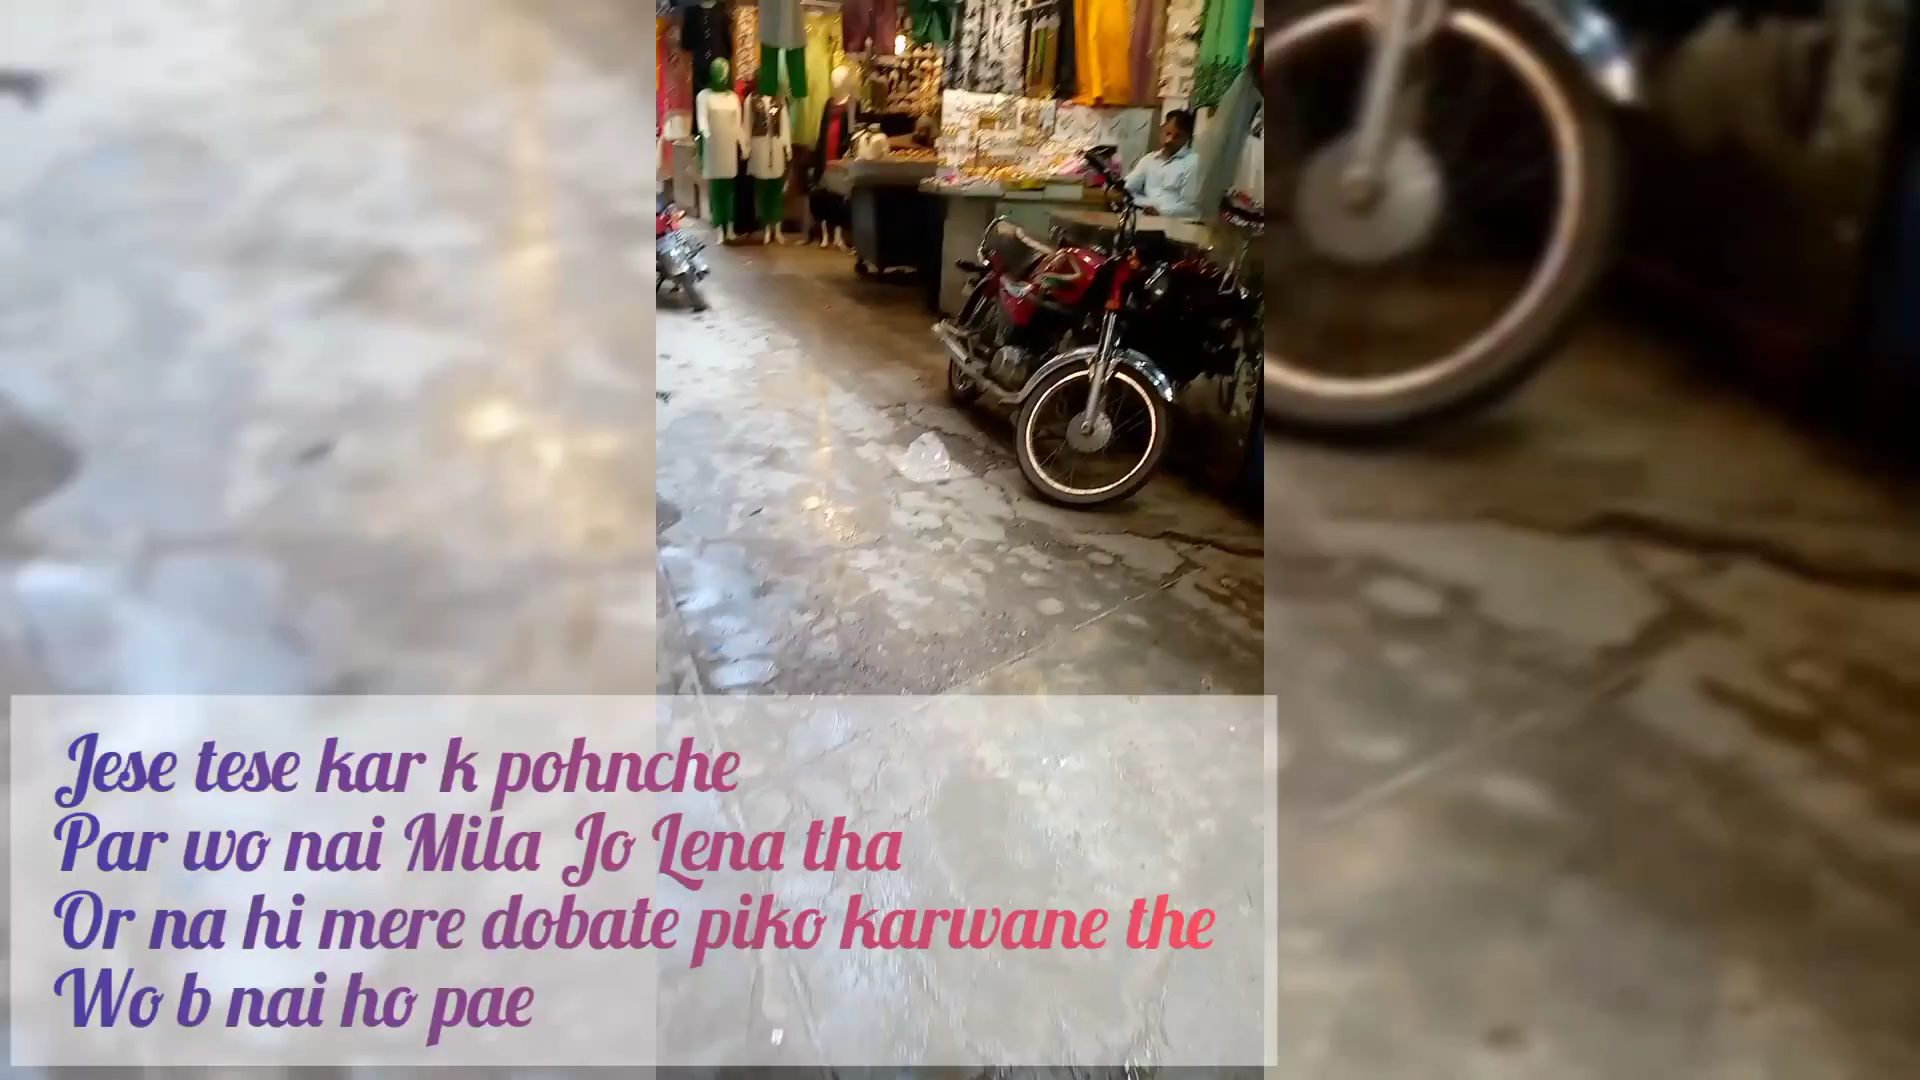 Jese tese kar k pohnche
Par wo nai Mila Jo Lena tha
Or na hi mere dobate piko karwane the
Wo b nai ho pae